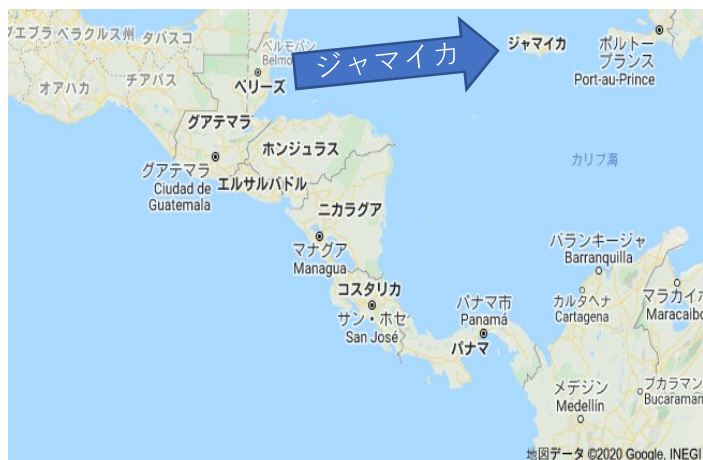 プエブラ
ベラクルス州
タバスコ
オアハカ
チアパス
ベルモパン
Belmo
ベリーズ
ジャマイカ
ジャマイカ
ポルトー
プランス
Port-au-Prince
グアテマラ
ホンジュラス
グアテマラ
Ciudad de
Guatemala
エルサルバドル
カリブ海
ニカラグア
マナグア
Managua
バランキージャ
Barranquilla
コスタリカ
サン・ホセ
San José
パナマ市
Panamá
パナマ
カルタヘナ
Cartagena
マラカイボ
Maracaibo
メデジン
Medellín
ブカラマン
Bucaraman
地図データ ©2020 Google, INEGI